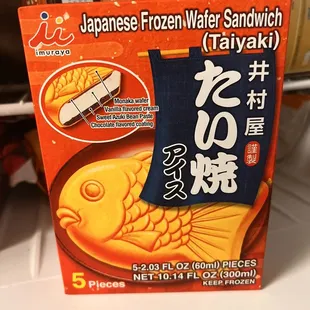 imuraya
Japanese Frozen Wafer Sandwich
(Taiyaki)
Monaka wafer
Vanilla flavored cream
Sweet Azuki Bean Paste
Chocolate flavored coating
井村屋
謹製
たい焼
アイス
5 Pieces
5-2.03 FL OZ (60ml) PIECES
NET-10.14 FL OZ (300ml)
KEEP FROZEN